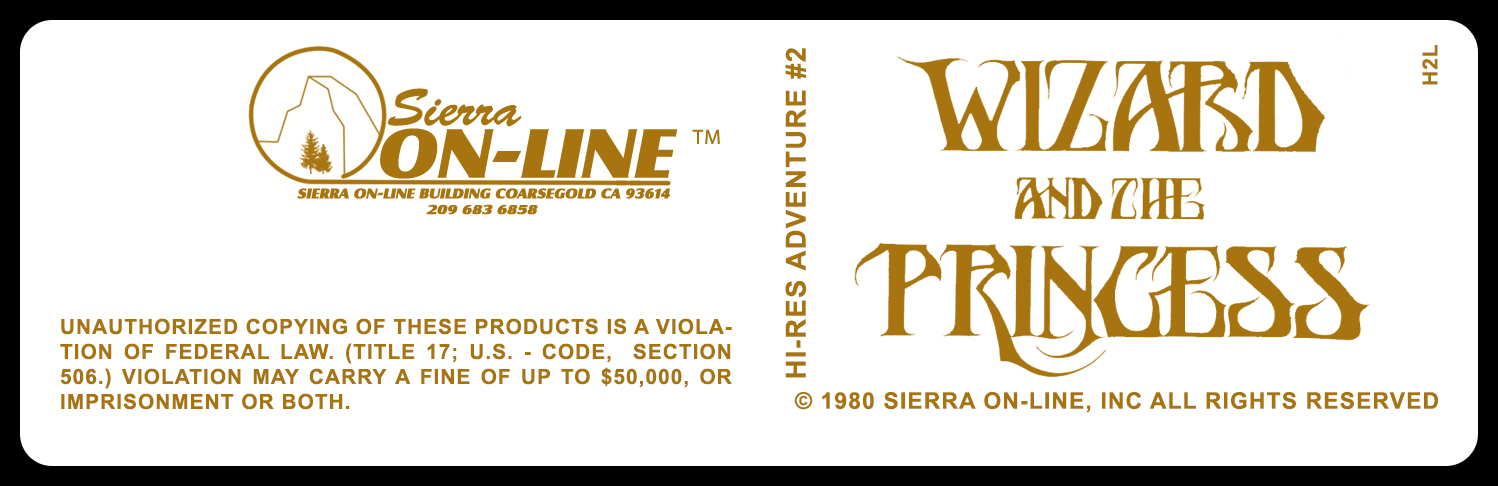 Sierra
ON-LINE ™
SIERRA ON-LINE BUILDING COARSEGOLD CA 93614
209 683 6858
UNAUTHORIZED COPYING OF THESE PRODUCTS IS A VIOLA-
TION OF FEDERAL LAW. (TITLE 17; U.S. - CODE, SECTION
506.) VIOLATION MAY CARRY A FINE OF UP TO $50,000, OR
IMPRISONMENT OR BOTH.
HI-RES ADVENTURE #2
WIZARD
AND THE
PRINCESS
H2L
© 1980 SIERRA ON-LINE, INC ALL RIGHTS RESERVED